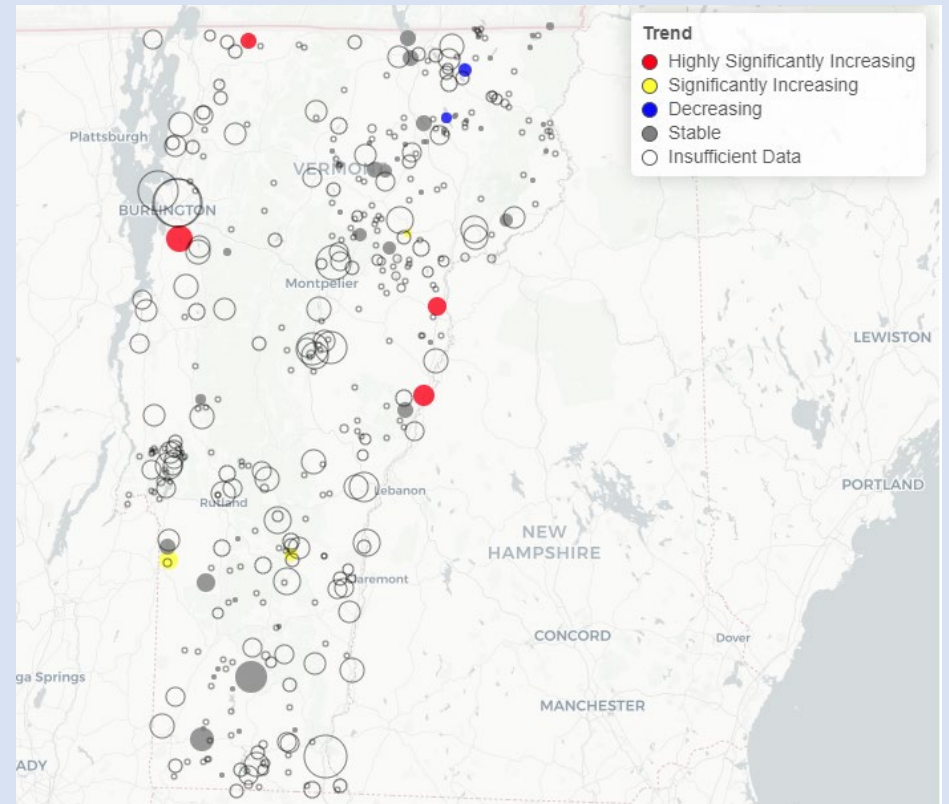 Trend
Highly Significantly Increasing
Significantly Increasing
Decreasing
Stable
Insufficient Data
Plattsburgh
VERMONT
BURLINGTON
Montpelier
LEWISTON
PORTLAND
Lebanon
Rutland
NEW
HAMPSHIRE
aremont
CONCORD
Dover
ga Springs
MANCHESTER
ADY